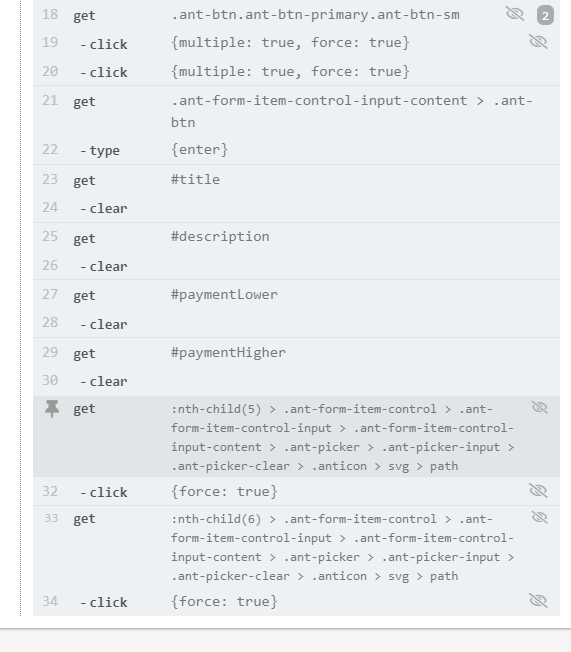 18 get .ant-btn.ant-btn-primary.ant-btn-sm 2
19 -click {multiple: true, force: true}
20 -click {multiple: true, force: true}
21 get .ant-form-item-control-input-content > .ant-
btn
22 -type {enter}
23 get #title
24 -clear
25 get #description
26 -clear
27 get #paymentLower
28 -clear
29 get #paymentHigher
30 -clear
get :nth-child(5) > .ant-form-item-control > .ant-
form-item-control-input > .ant-form-item-control-
input-content > .ant-picker > .ant-picker-input >
.ant-picker-clear > .anticon > svg > path
32 -click {force: true}
33 get :nth-child(6) > .ant-form-item-control > .ant-
form-item-control-input > .ant-form-item-control-
input-content > .ant-picker > .ant-picker-input >
.ant-picker-clear > .anticon > svg > path
34 -click {force: true}